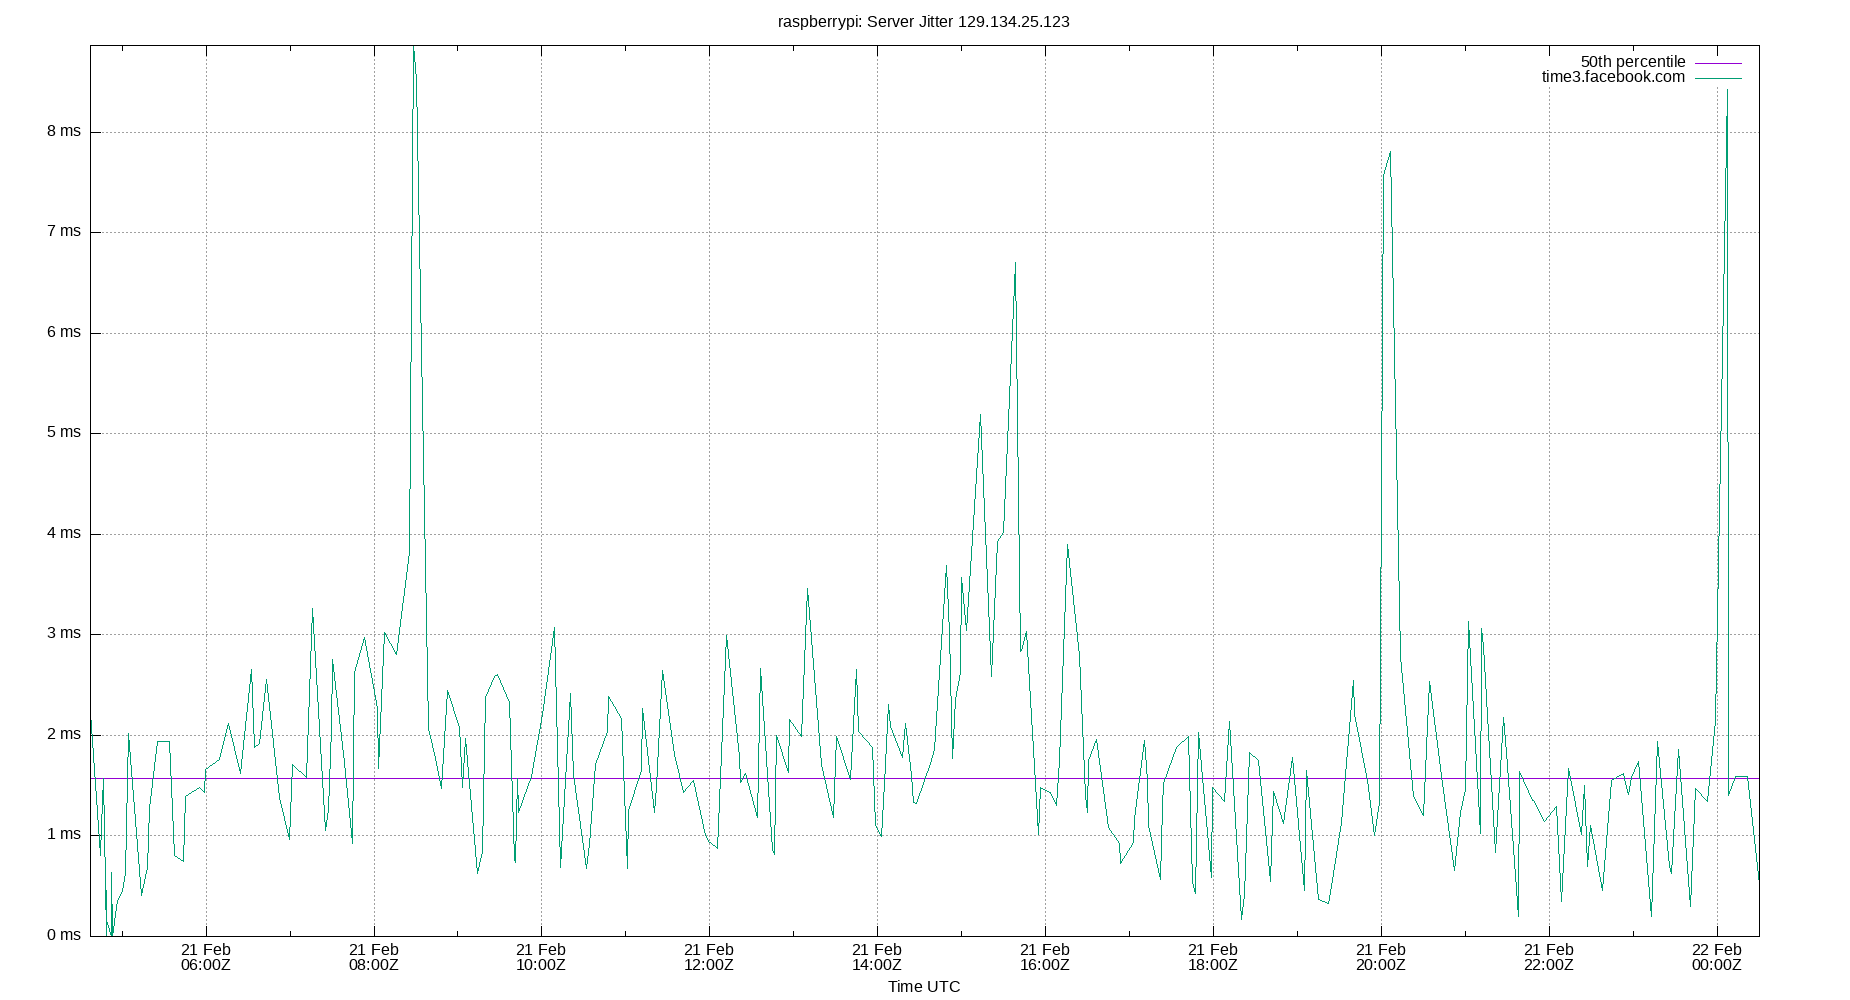 raspberrypi: Server Jitter 129.134.25.123
50th percentile
time3.facebook.com
8 ms
7 ms
6 ms
5 ms
4 ms
3 ms
2 ms
1 ms
0 ms
21 Feb 21 Feb 21 Feb 21 Feb 21 Feb 21 Feb 21 Feb 21 Feb 21 Feb 22 Feb
06:00Z 08:00Z 10:00Z 12:00Z 14:00Z 16:00Z 18:00Z 20:00Z 22:00Z 00:00Z
Time UTC